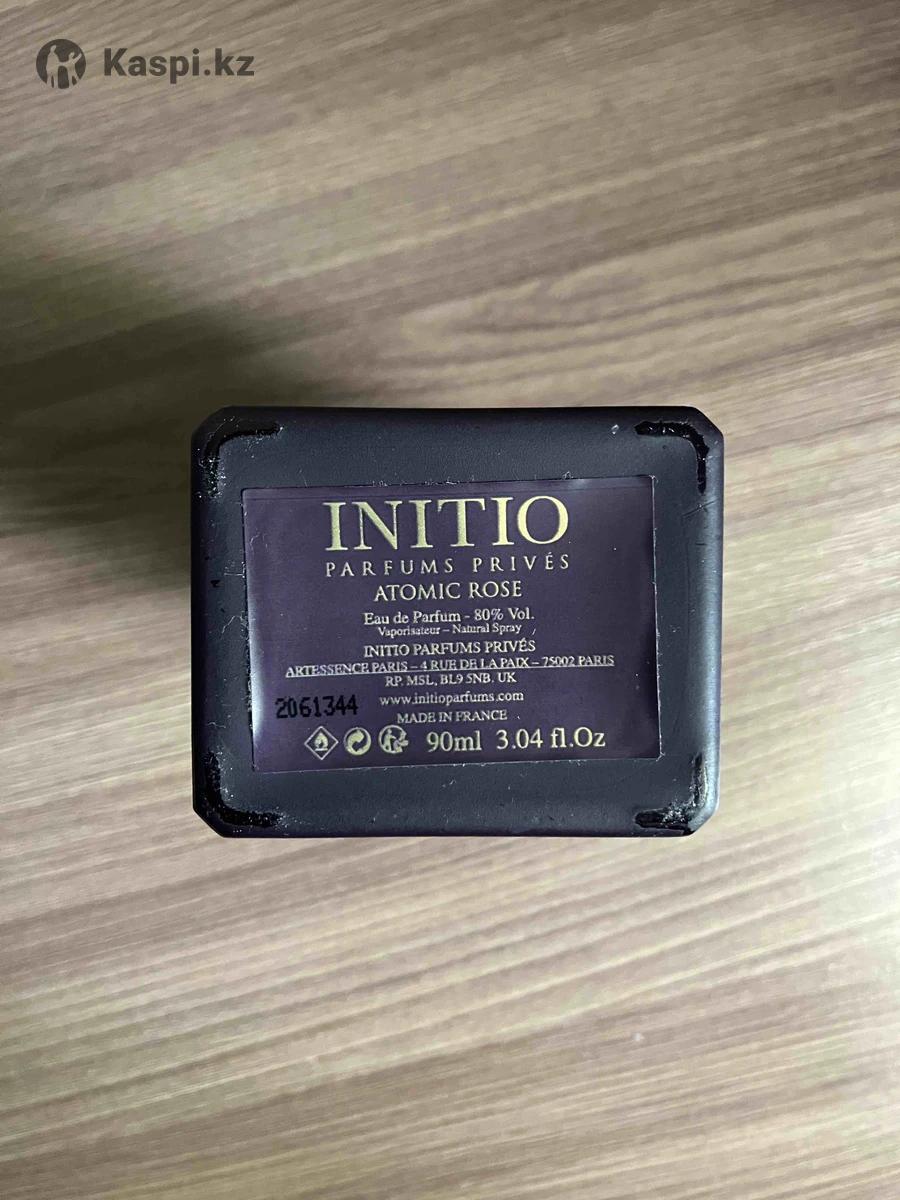 Kaspi.kz
INITIO
PARFUMS PRIVÉS
ATOMIC ROSE
Eau de Parfum - 80% Vol.
Vaporisateur – Natural Spray
INITIO PARFUMS PRIVÉS
ARTESSENCE PARIS – 4 RUE DE LA PAIX – 75002 PARIS
RP. MSL, BL9 5NB. UK
www.initioparfums.com
2061344
MADE IN FRANCE
90ml 3.04 fl.Oz